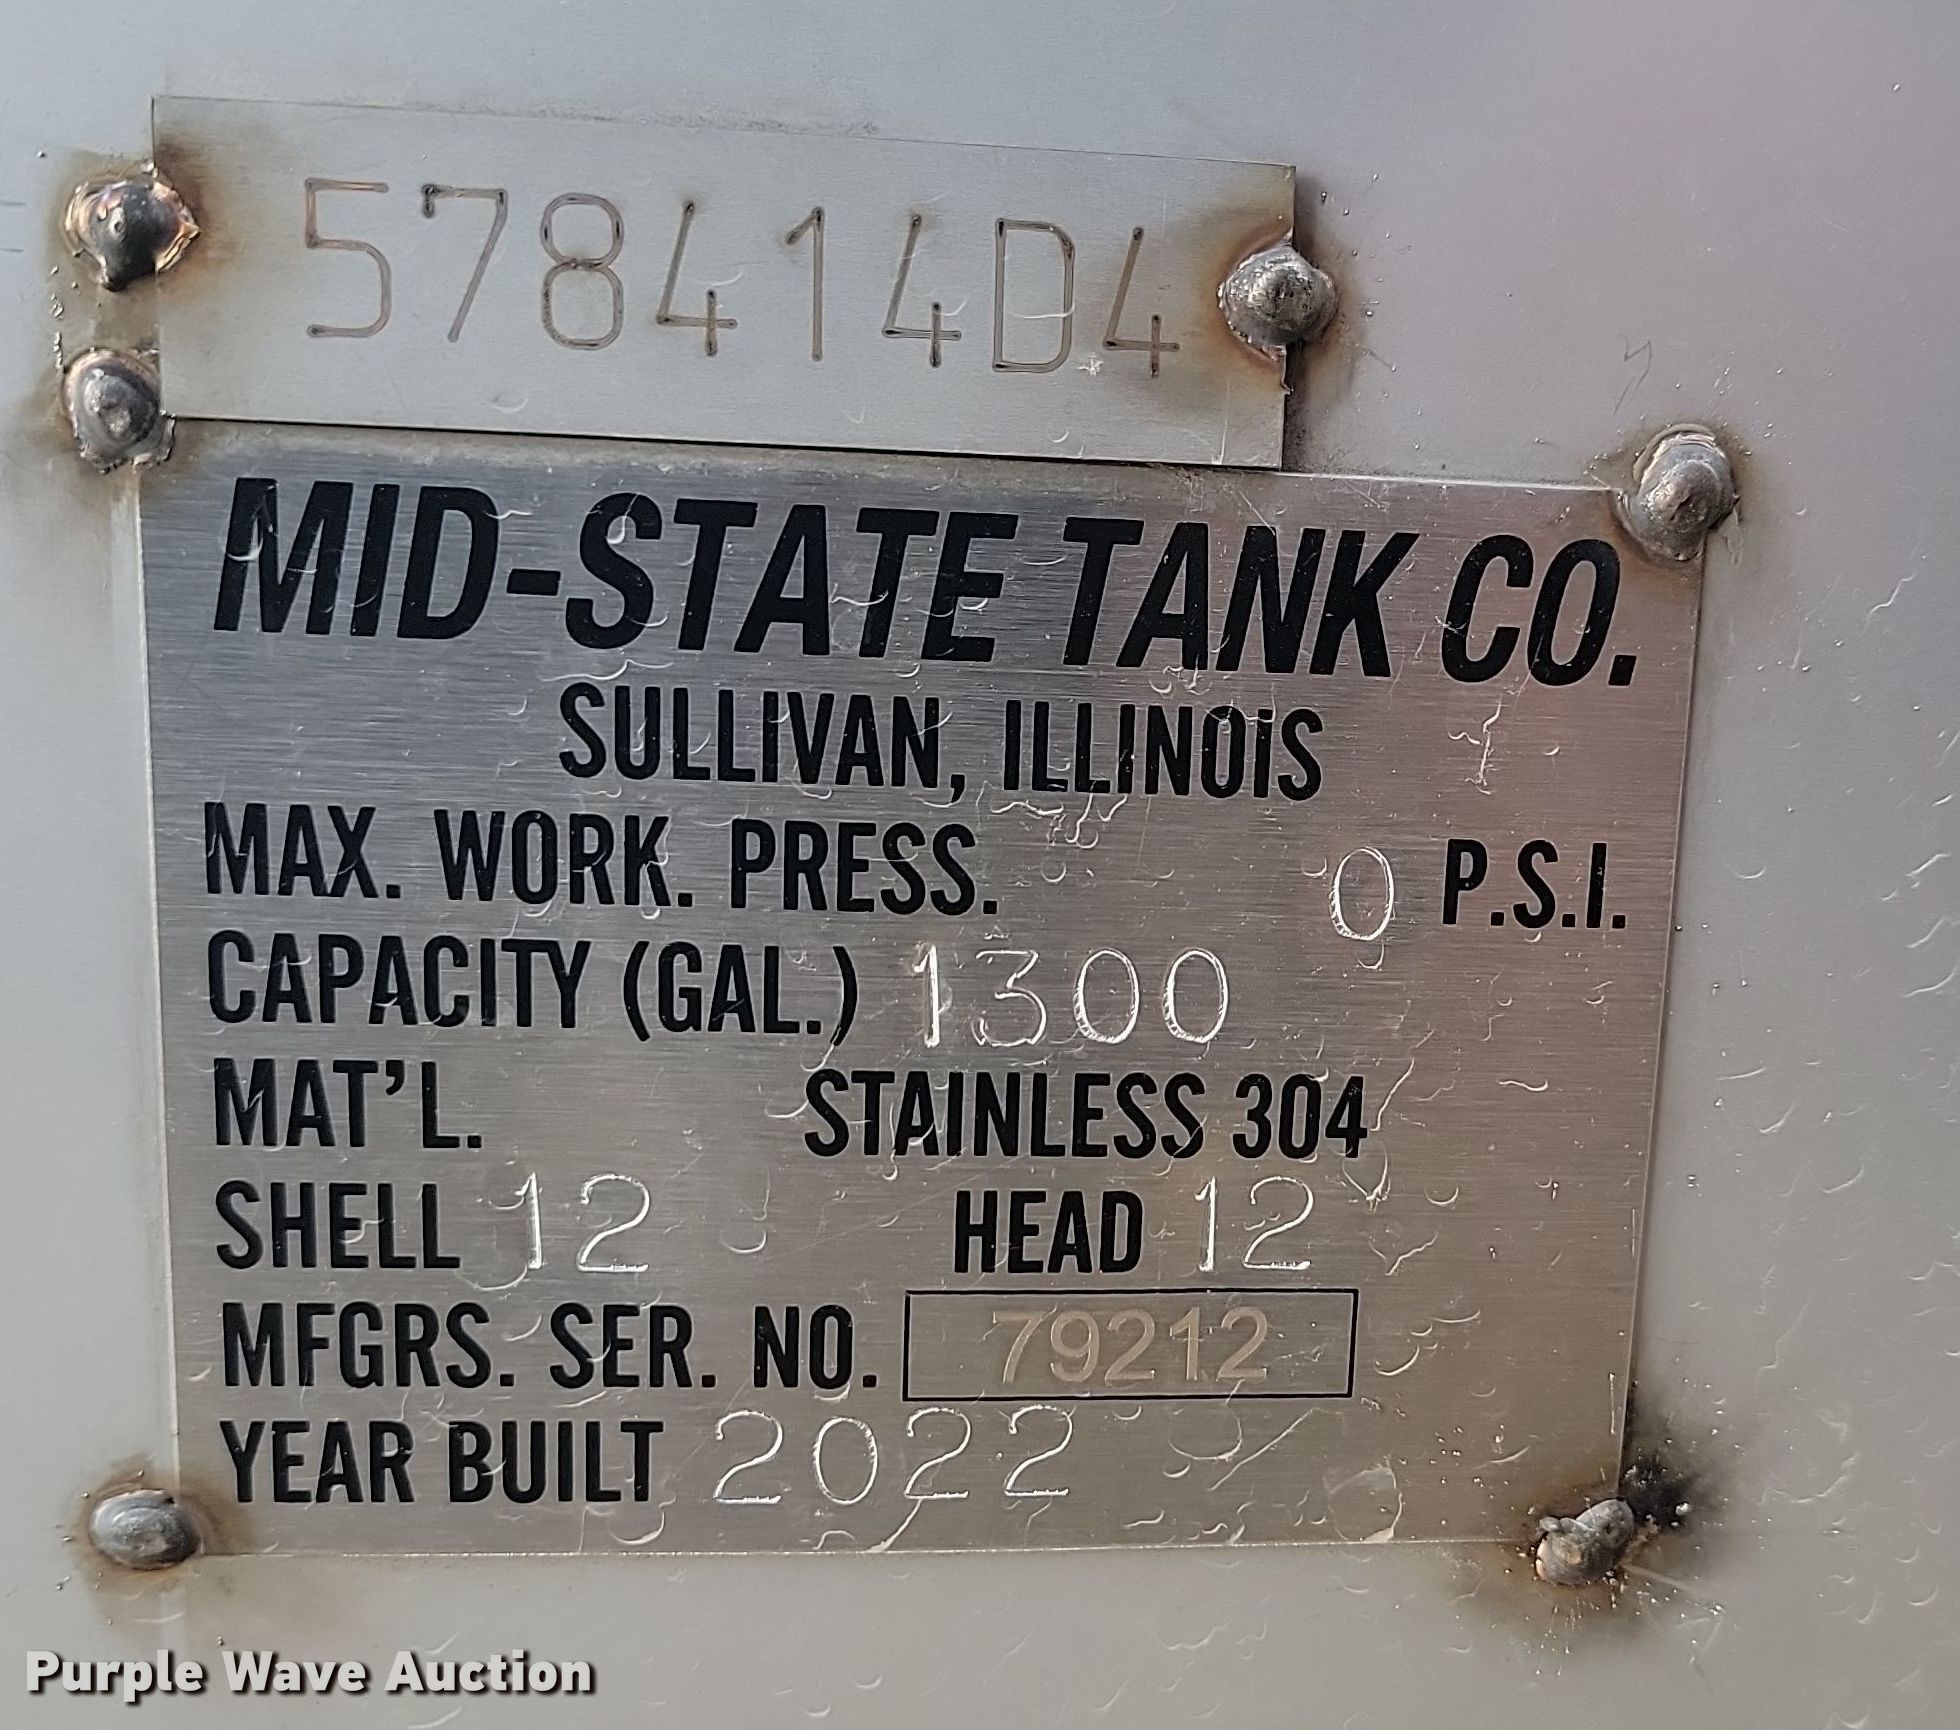 578414D4
MID-STATE TANK CO.
SULLIVAN, ILLINOIS
MAX. WORK. PRESS. 0 P.S.I.
CAPACITY (GAL.) 1300
MAT'L. STAINLESS 304
SHELL 12 HEAD 12
MFGRS. SER. NO. 79212
YEAR BUILT 2022
Purple Wave Auction